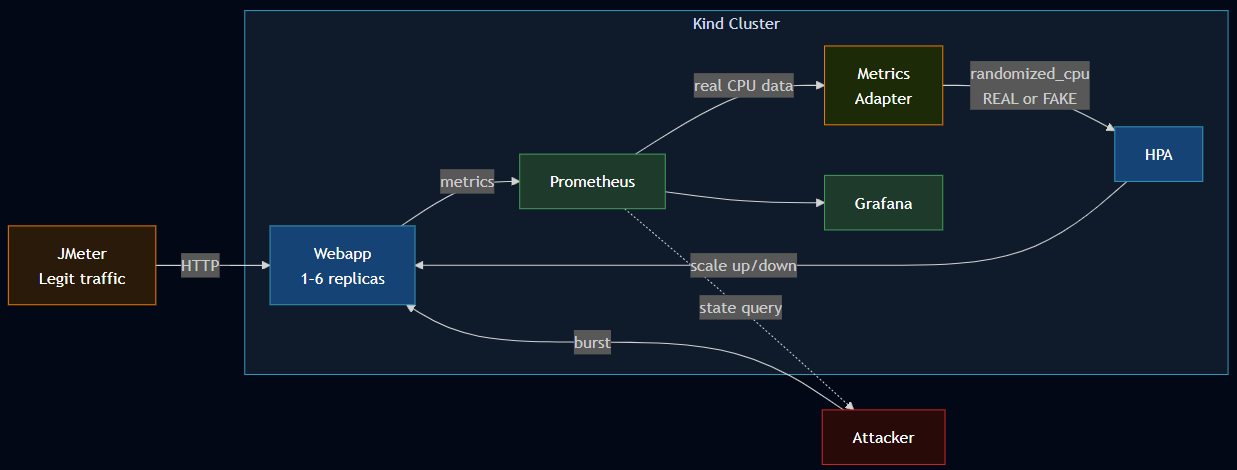 Kind Cluster
real CPU data
Metrics
Adapter
randomized_cpu
REAL or FAKE
HPA
metrics
Prometheus
Grafana
JMeter
Legit traffic
HTTP
Webapp
1-6 replicas
scale up/down
state query
burst
Attacker